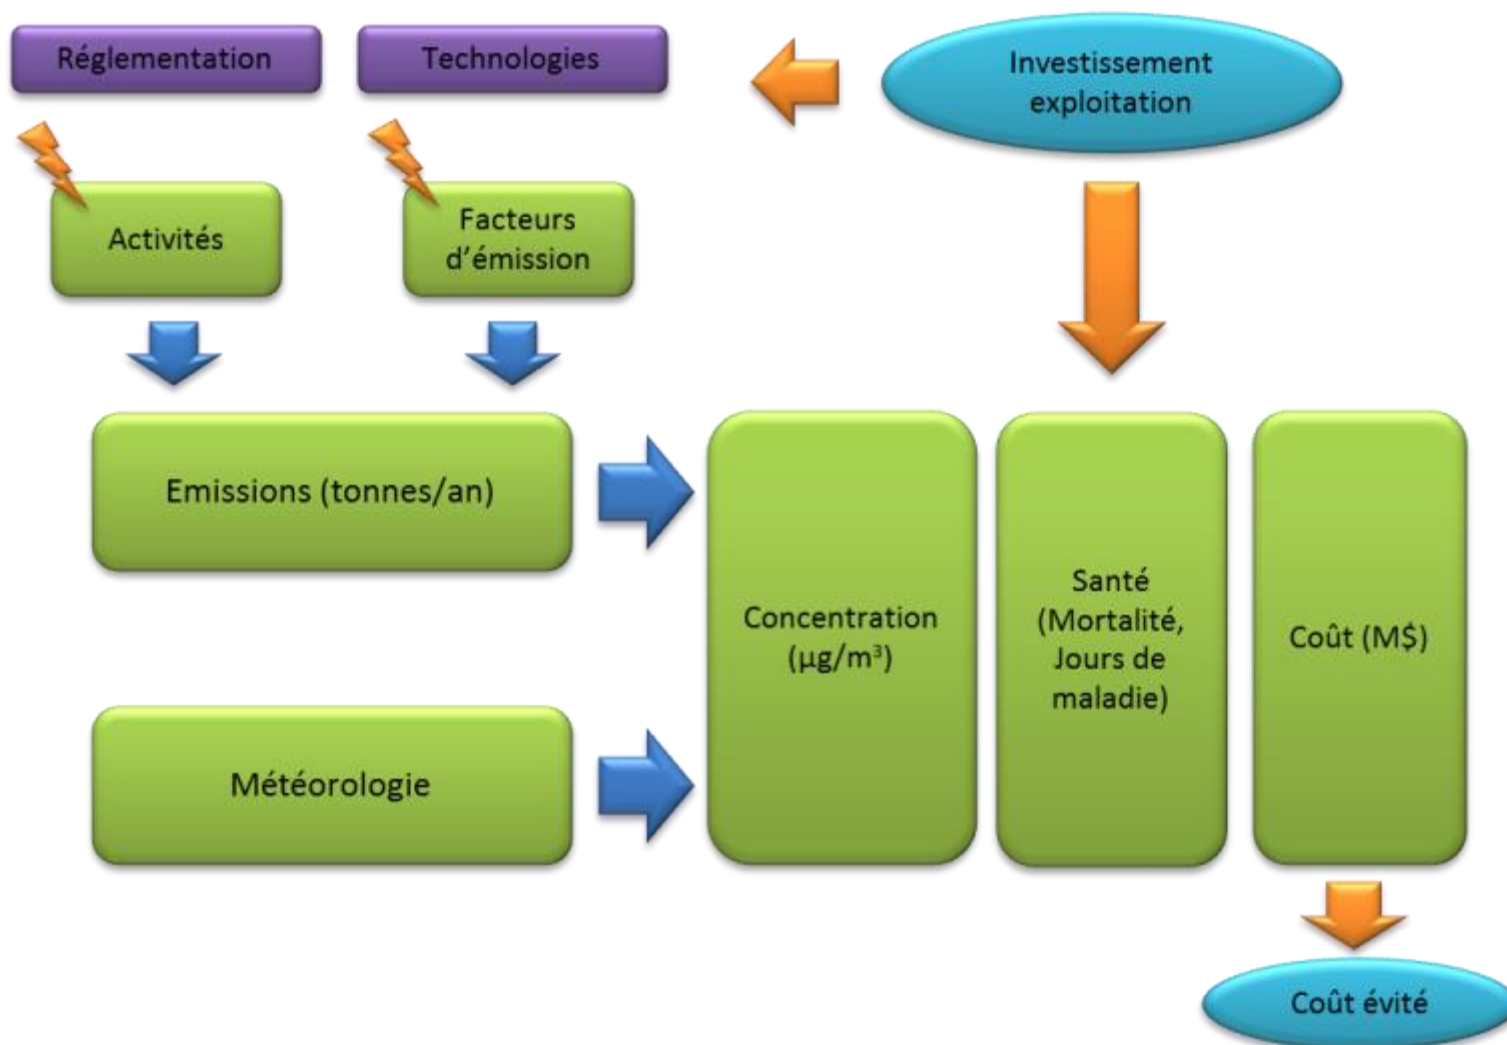 Réglementation
Technologies
Investissement
exploitation
Activités
Facteurs
d’émission
Emissions (tonnes/an)
Météorologie
Concentration
(µg/m³)
Santé
(Mortalité,
Jours de
maladie)
Coût (M$)
Coût évité